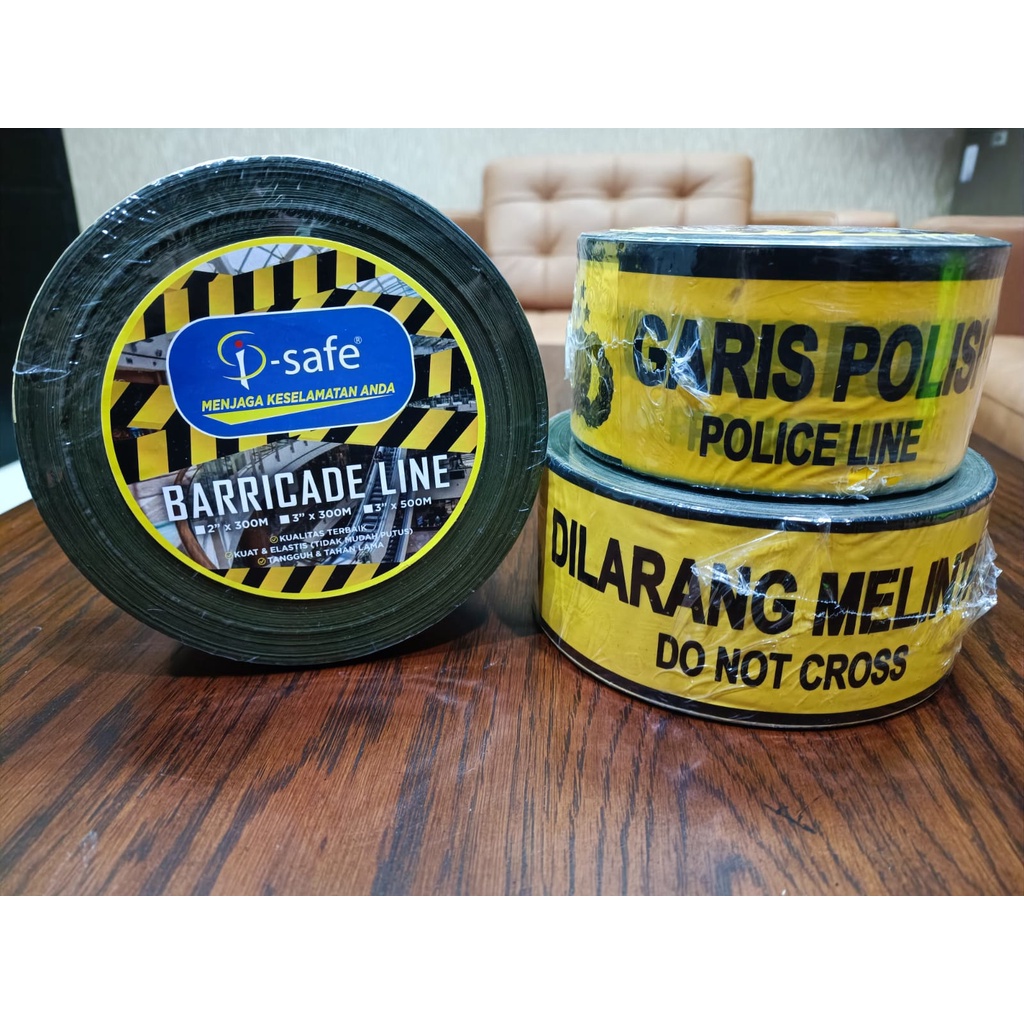 i-safe®
MENJAGA KESELAMATAN ANDA
BARRICADE LINE
2" x 300M 3" x 300M 3" x 500M
KUALITAS TERBAIK
KUAT & ELASTIS (TIDAK MUDAH PUTUS)
TANGGUH & TAHAN LAMA
GARIS POLISI
POLICE LINE
DILARANG
DO NOT CROSS